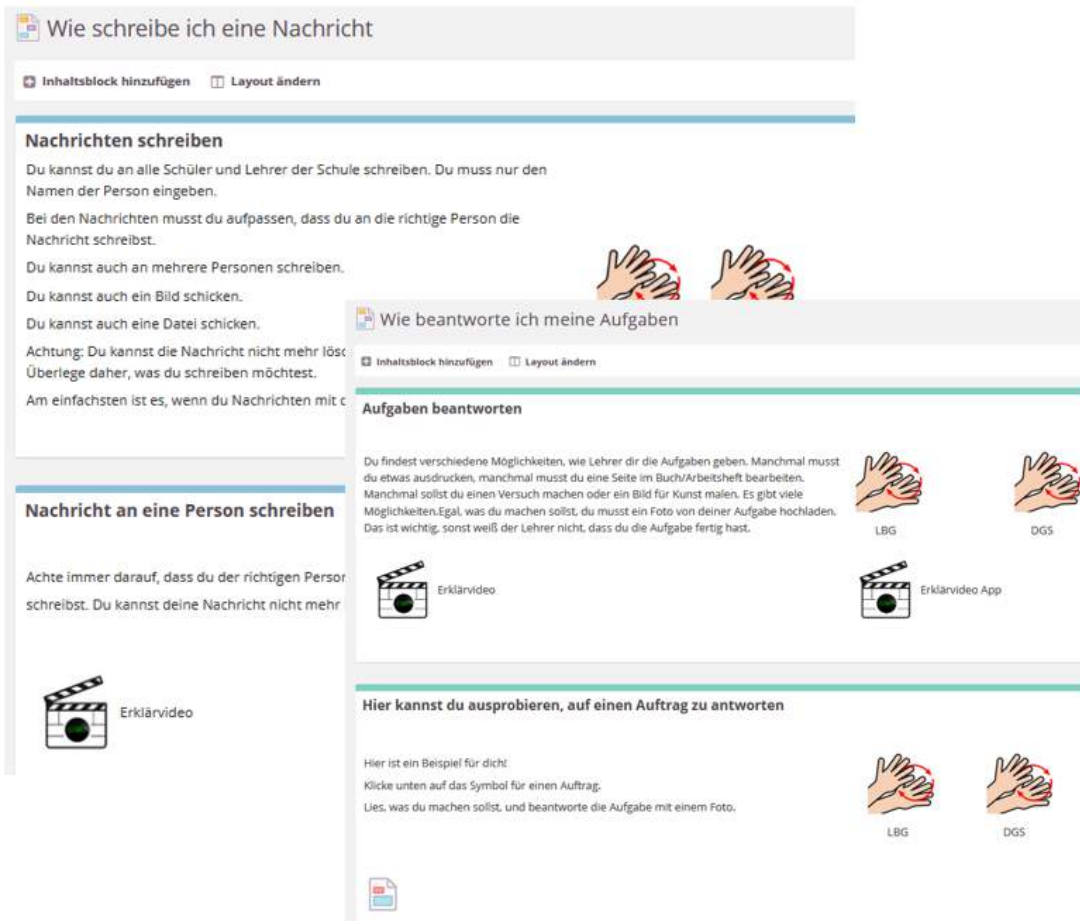 Wie schreibe ich eine Nachricht
Inhaltsblock hinzufügen Layout ändern
Nachrichten schreiben
Du kannst du an alle Schüler und Lehrer der Schule schreiben. Du muss nur den
Namen der Person eingeben.
Bei den Nachrichten musst du aufpassen, dass du an die richtige Person die
Nachricht schreibst.
Du kannst auch an mehrere Personen schreiben.
Du kannst auch ein Bild schicken.
Du kannst auch eine Datei schicken.
Achtung: Du kannst die Nachricht nicht mehr
Überlege daher, was du schreiben möchtest.
Am einfachsten ist es, wenn du Nachrichten mit
Nachricht an eine Person schreiben
Achte immer darauf, dass du der richtigen Person
schreibst. Du kannst deine Nachricht nicht mehr
Erklärvideo
Wie beantworte ich meine Aufgaben
Inhaltsblock hinzufügen Layout ändern
Aufgaben beantworten
Du findest verschiedene Möglichkeiten, wie Lehrer dir die Aufgaben geben. Manchmal musst
du etwas ausdrucken, manchmal musst du eine Seite im Buch/Arbeitsheft bearbeiten.
Manchmal sollst du einen Versuch machen oder ein Bild für Kunst malen. Es gibt viele
Möglichkeiten.Egal, was du machen sollst, du musst ein Foto von deiner Aufgabe hochladen.
Das ist wichtig, sonst weiß der Lehrer nicht, dass du die Aufgabe fertig hast.
LBG DGS
Erklärvideo Erklärvideo App
Hier kannst du ausprobieren, auf einen Auftrag zu antworten
Hier ist ein Beispiel für dich!
Klicke unten auf das Symbol für einen Auftrag.
Lies, was du machen sollst, und beantworte die Aufgabe mit einem Foto.
LBG DGS